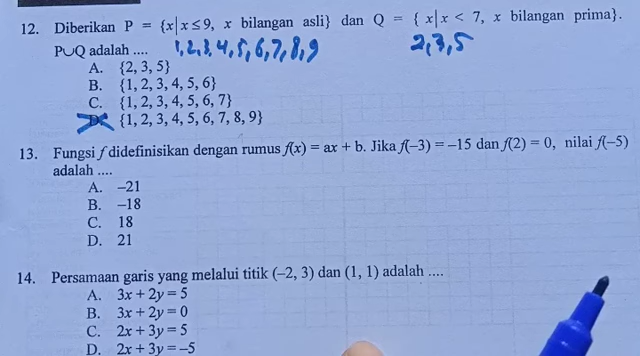 12. Diberikan P = {x|x ≤ 9, x bilangan asli} dan Q = { x|x < 7, x bilangan prima}.
P∪Q adalah ....
1,2,3,4,5,6,7,8,9
2,3,5
A. {2, 3, 5}
B. {1, 2, 3, 4, 5, 6}
C. {1, 2, 3, 4, 5, 6, 7}
D. {1, 2, 3, 4, 5, 6, 7, 8, 9}
13. Fungsi f didefinisikan dengan rumus f(x) = ax + b. Jika f(–3) = –15 dan f(2) = 0, nilai f(–5)
adalah ....
A. –21
B. –18
C. 18
D. 21
14. Persamaan garis yang melalui titik (–2, 3) dan (1, 1) adalah ....
A. 3x + 2y = 5
B. 3x + 2y = 0
C. 2x + 3y = 5
D. 2x + 3y = –5